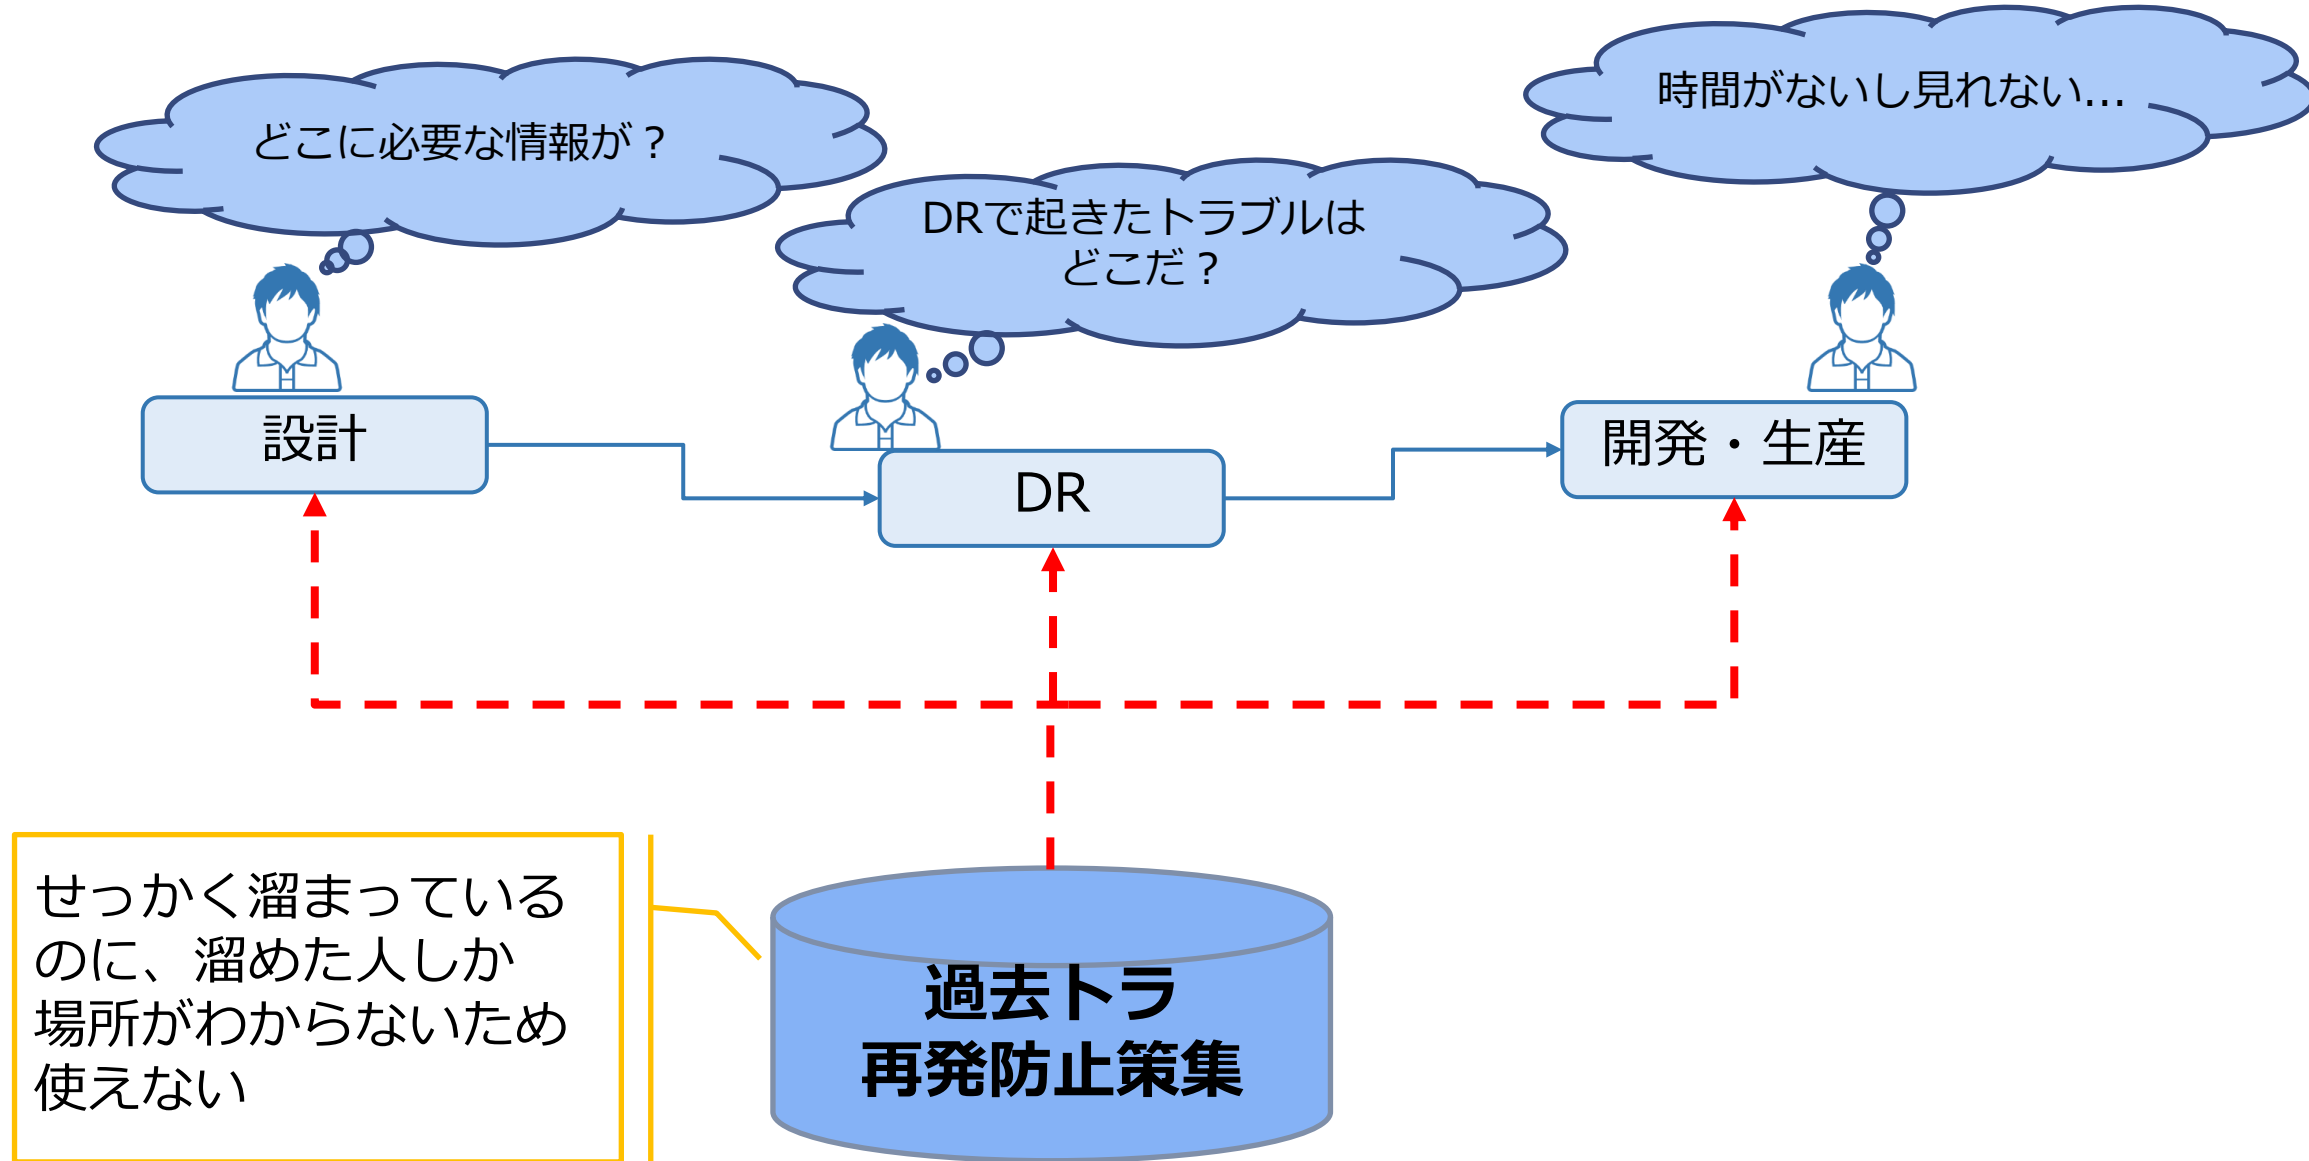 時間がないし見れない…
どこに必要な情報が？
DRで起きたトラブルは
どこだ？
設計
DR
開発・生産
せっかく溜まっている
のに、溜めた人しか
場所がわからないため
使えない
過去トラ
再発防止策集